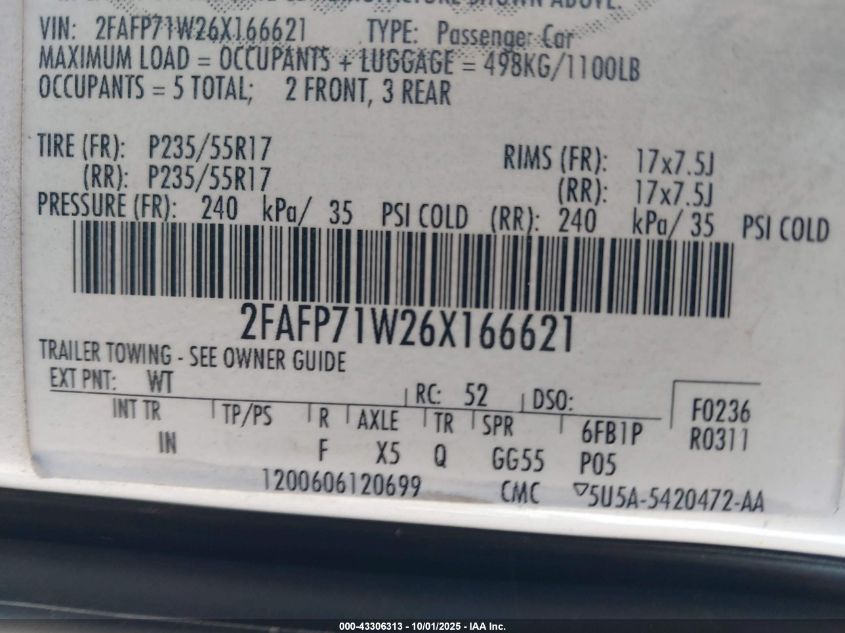 MANUFACTURE SHOWN ABOVE.
VIN: 2FAFP71W26X166621 TYPE: Passenger Car
MAXIMUM LOAD = OCCUPANTS + LUGGAGE = 498KG/1100LB
OCCUPANTS = 5 TOTAL; 2 FRONT, 3 REAR
TIRE (FR): P235/55R17 RIMS (FR): 17x7.5J
(RR): P235/55R17 (RR): 17x7.5J
PRESSURE (FR): 240 kPa/ 35 PSI COLD (RR): 240 kPa/ 35 PSI COLD
2FAFP71W26X166621
TRAILER TOWING - SEE OWNER GUIDE
EXT PNT: WT RC: 52 DSO: F0236
INT TR TP/PS R AXLE TR SPR 6FB1P R0311
IN F X5 Q GG55 P05
1200606120699 CMC ▽5U5A-5420472-AA
000-43306313 - 10/01/2025 - IAA Inc.